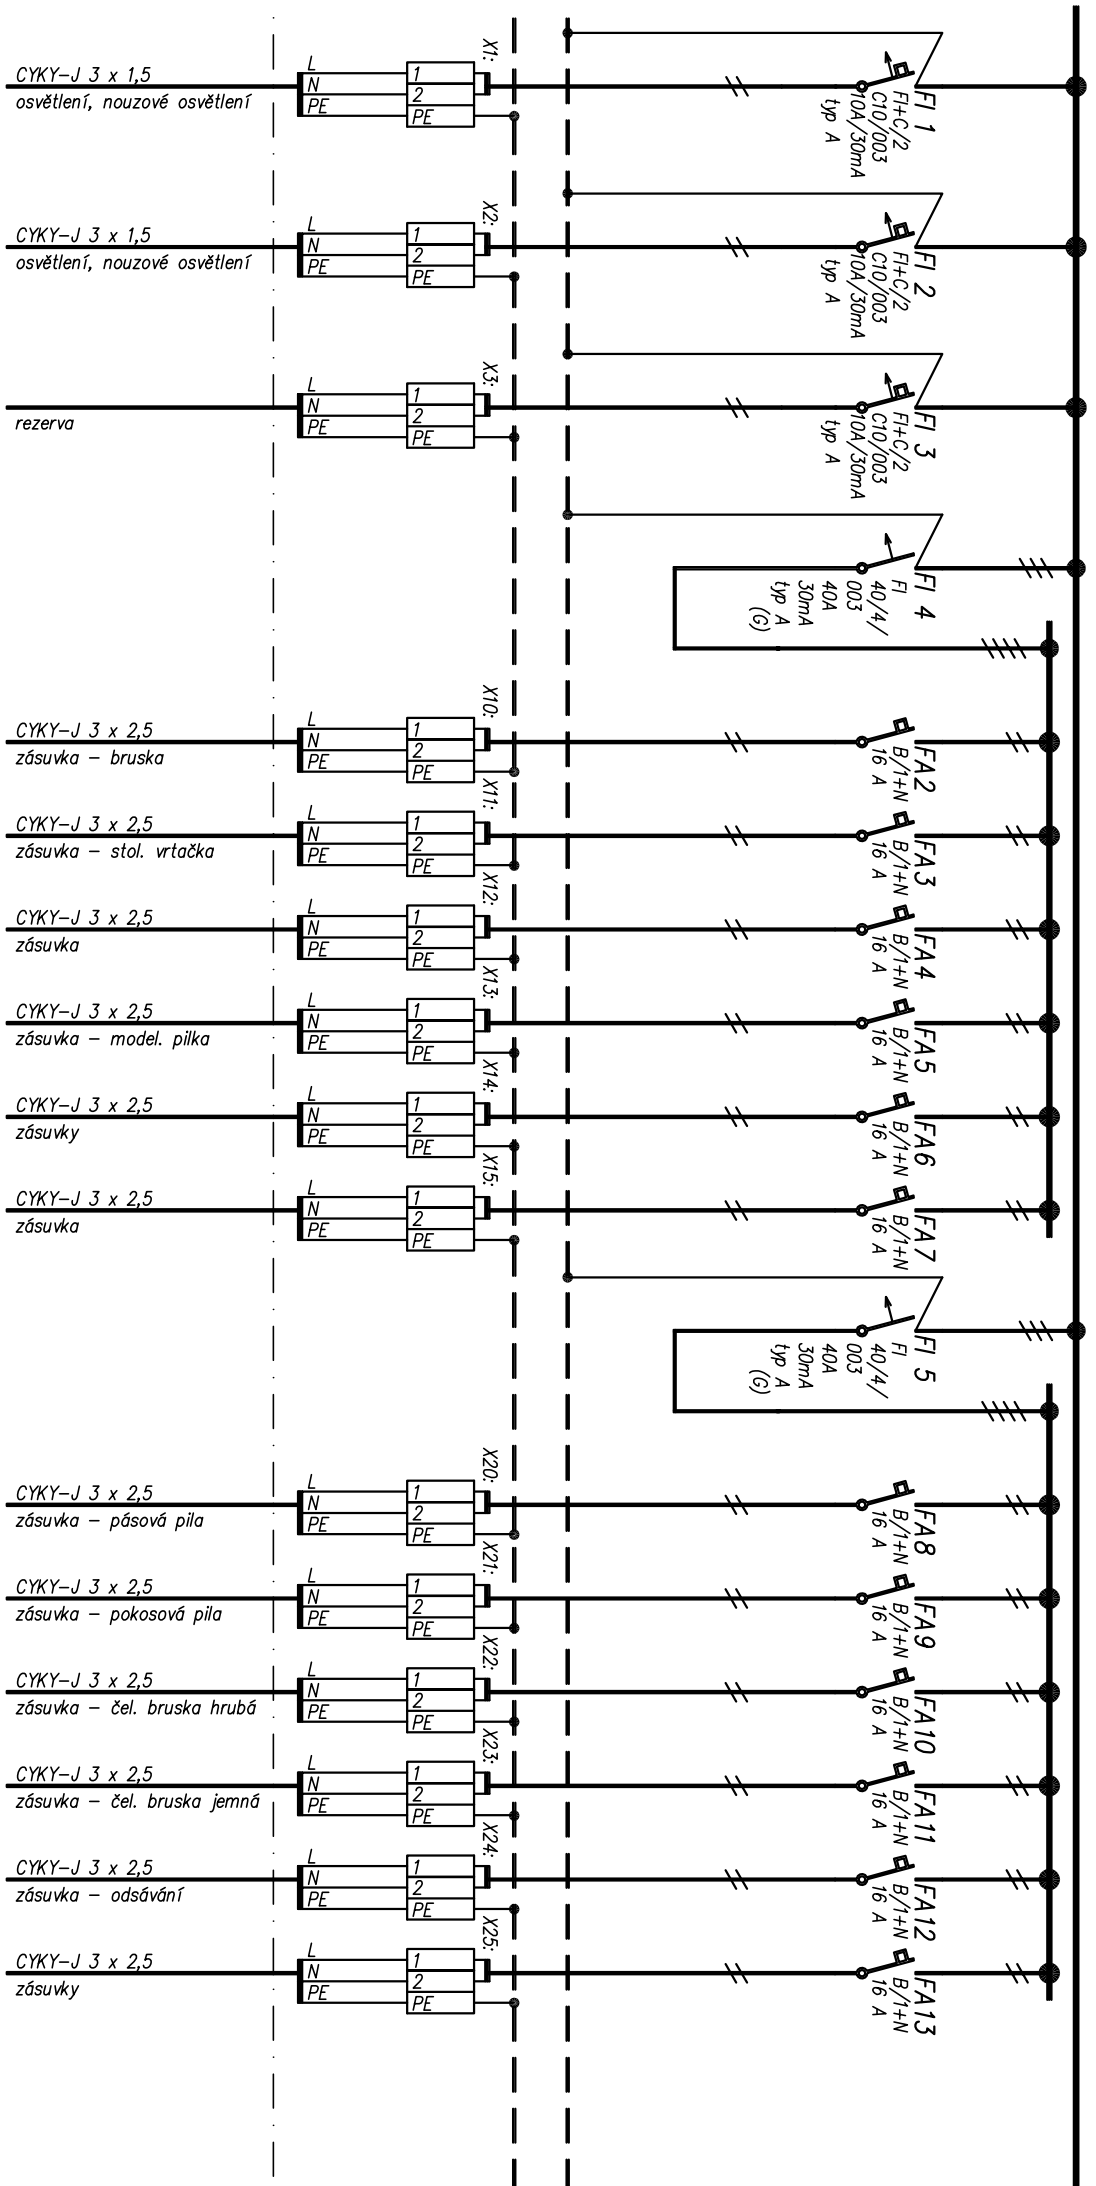 X1:
L
N
PE
1
2
PE
CYKY-J 3 x 1,5
osvětlení, nouzové osvětlení
FI 1
FI+C/2
C10/003
10A/30mA
typ A
X2:
L
N
PE
1
2
PE
CYKY-J 3 x 1,5
osvětlení, nouzové osvětlení
FI 2
FI+C/2
C10/003
10A/30mA
typ A
X3:
L
N
PE
1
2
PE
rezerva
FI 3
FI+C/2
C10/003
10A/30mA
typ A
FI 4
FI
40/4/
003
40A
30mA
typ A
(G)
X10:
L
N
PE
1
2
PE
CYKY-J 3 x 2,5
zásuvka – bruska
FA2
B/1+N
16 A
X11:
L
N
PE
1
2
PE
CYKY-J 3 x 2,5
zásuvka – stol. vrtačka
FA3
B/1+N
16 A
X12:
L
N
PE
1
2
PE
CYKY-J 3 x 2,5
zásuvka
FA4
B/1+N
16 A
X13:
L
N
PE
1
2
PE
CYKY-J 3 x 2,5
zásuvka – model. pilka
FA5
B/1+N
16 A
X14:
L
N
PE
1
2
PE
CYKY-J 3 x 2,5
zásuvky
FA6
B/1+N
16 A
X15:
L
N
PE
1
2
PE
CYKY-J 3 x 2,5
zásuvka
FA7
B/1+N
16 A
FI 5
FI
40/4/
003
40A
30mA
typ A
(G)
X20:
L
N
PE
1
2
PE
CYKY-J 3 x 2,5
zásuvka – pásová pila
FA8
B/1+N
16 A
X21:
L
N
PE
1
2
PE
CYKY-J 3 x 2,5
zásuvka – pokosová pila
FA9
B/1+N
16 A
X22:
L
N
PE
1
2
PE
CYKY-J 3 x 2,5
zásuvka – čel. bruska hrubá
FA10
B/1+N
16 A
X23:
L
N
PE
1
2
PE
CYKY-J 3 x 2,5
zásuvka – čel. bruska jemná
FA11
B/1+N
16 A
X24:
L
N
PE
1
2
PE
CYKY-J 3 x 2,5
zásuvka – odsávání
FA12
B/1+N
16 A
X25:
L
N
PE
1
2
PE
CYKY-J 3 x 2,5
zásuvky
FA13
B/1+N
16 A